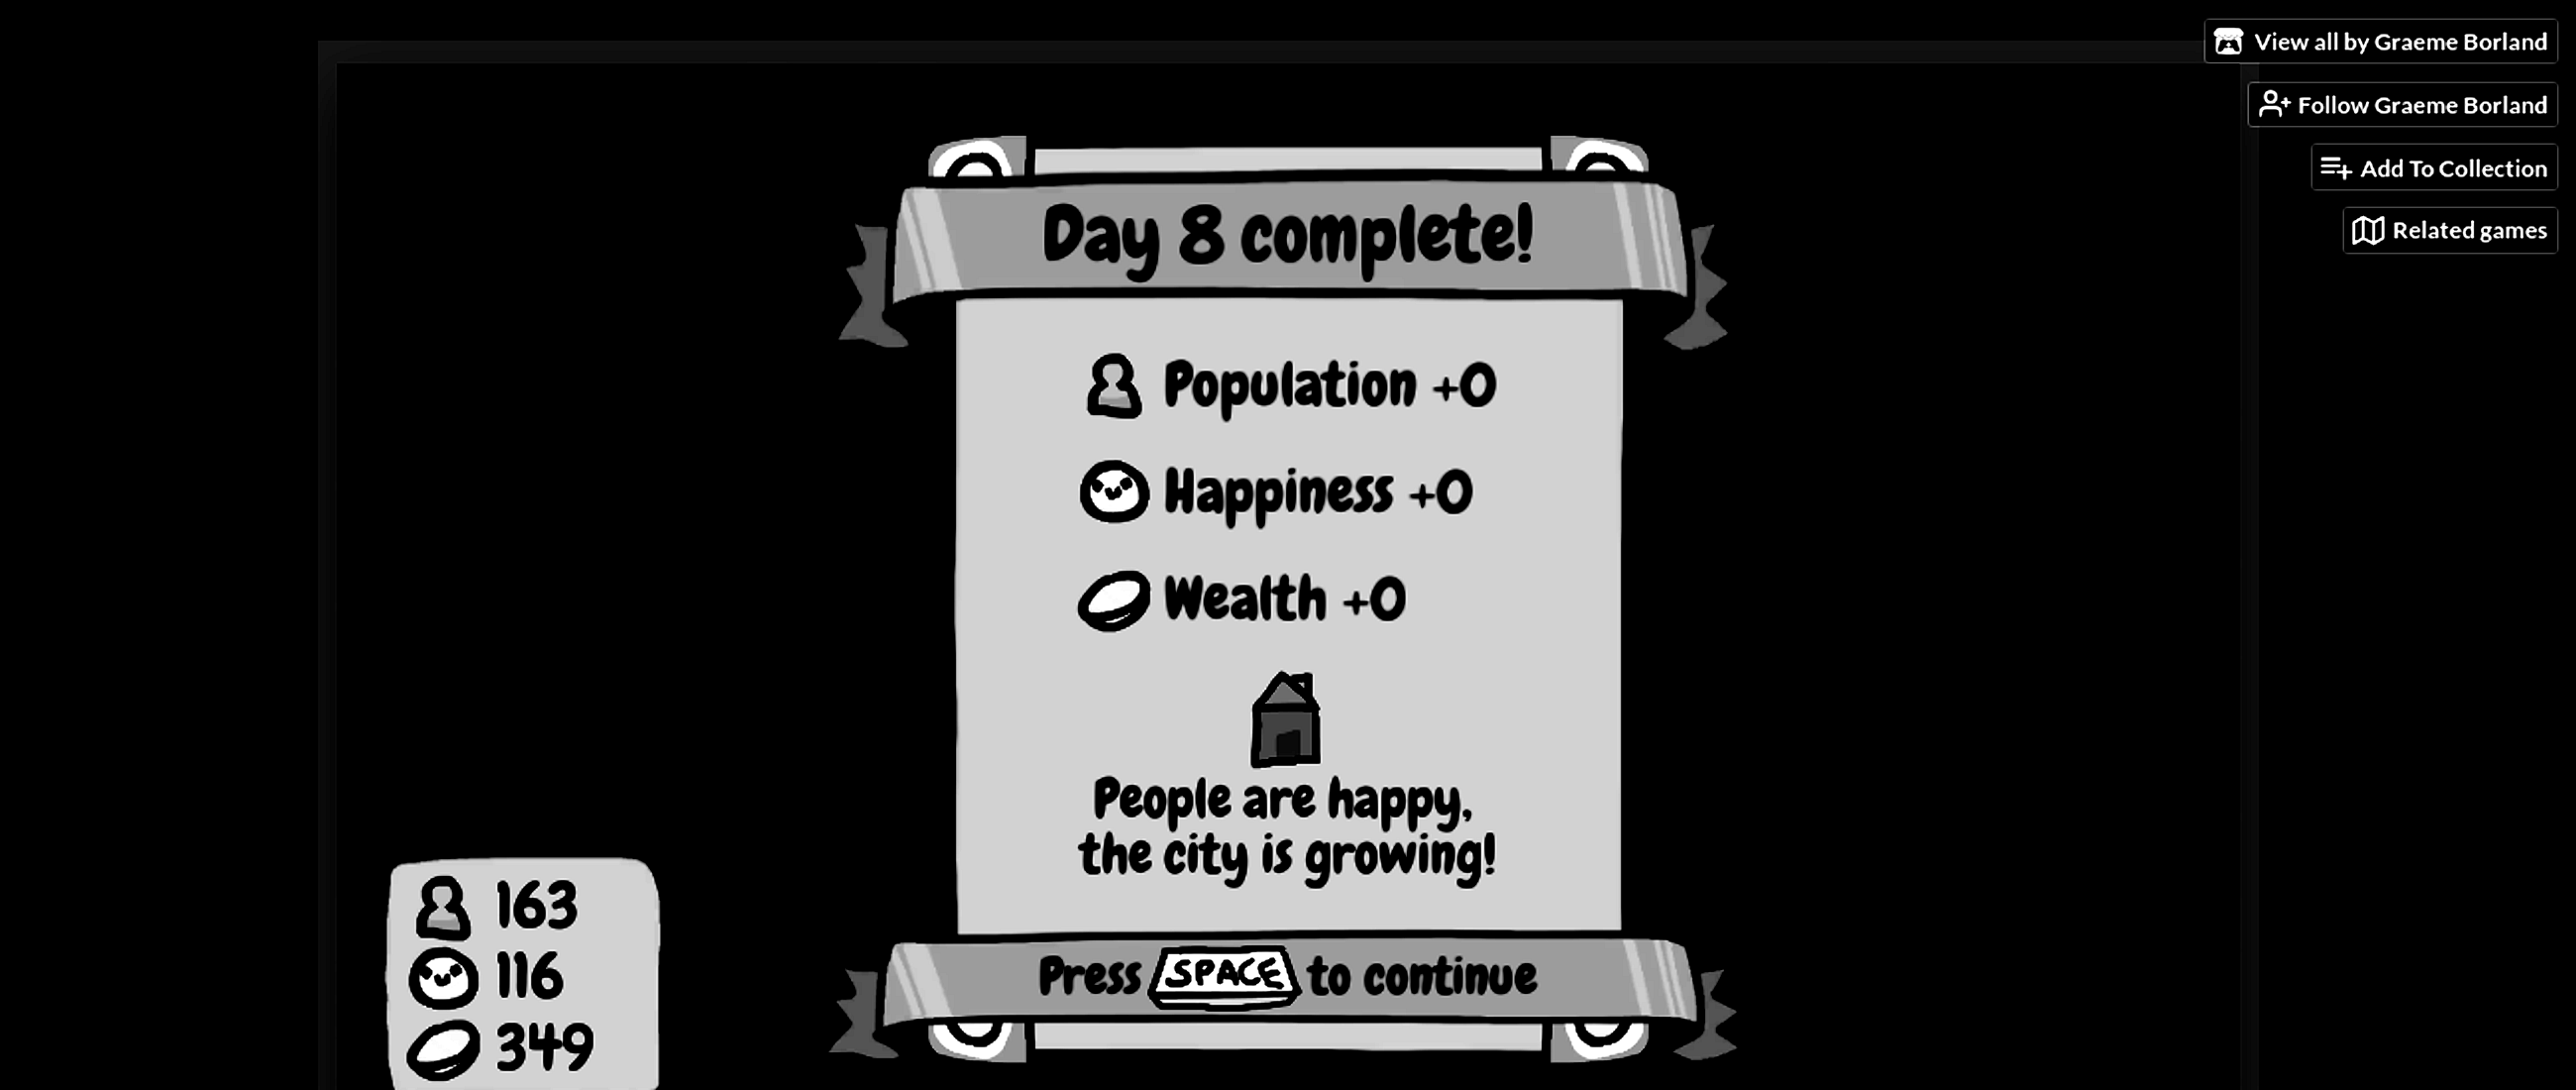 View all by Graeme Borland
Follow Graeme Borland
Add To Collection
Related games
Day 8 complete!
Population +0
Happiness +0
Wealth +0
People are happy,
the city is growing!
Press SPACE to continue
163
116
349